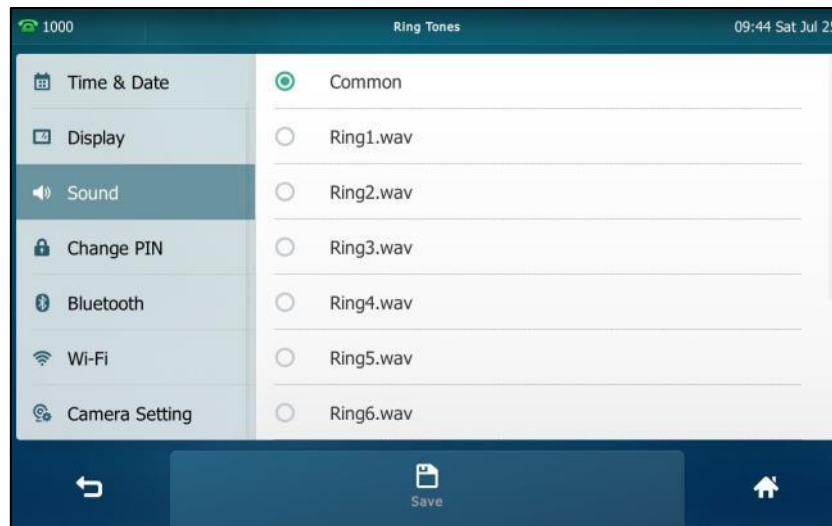 1000 Ring Tones 09:44 Sat Jul 25
Time & Date
Display
Sound
Change PIN
Bluetooth
Wi-Fi
Camera Setting
Common
Ring1.wav
Ring2.wav
Ring3.wav
Ring4.wav
Ring5.wav
Ring6.wav
Save